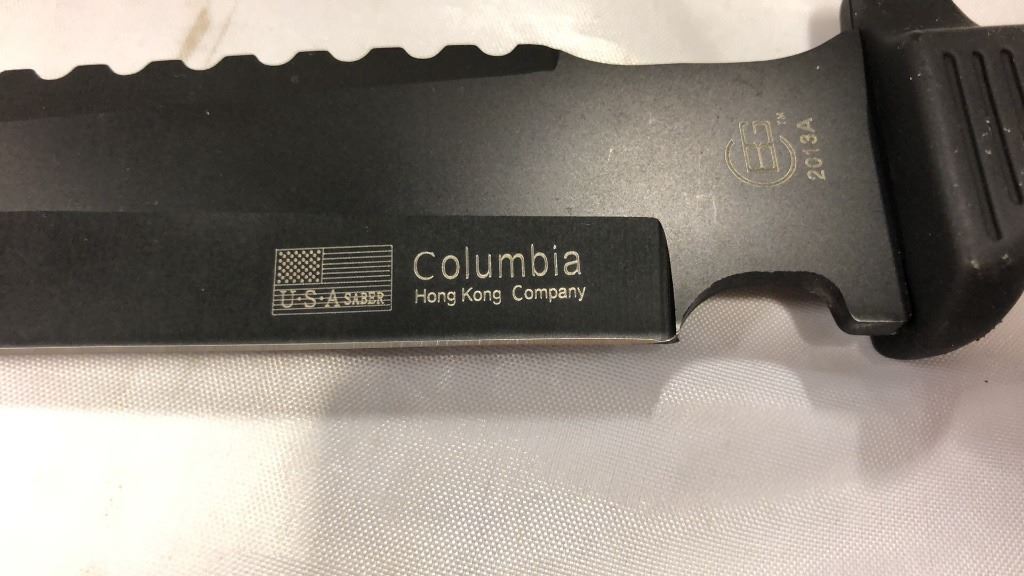 U·S·A SABER
Columbia
Hong Kong Company
™
2013A